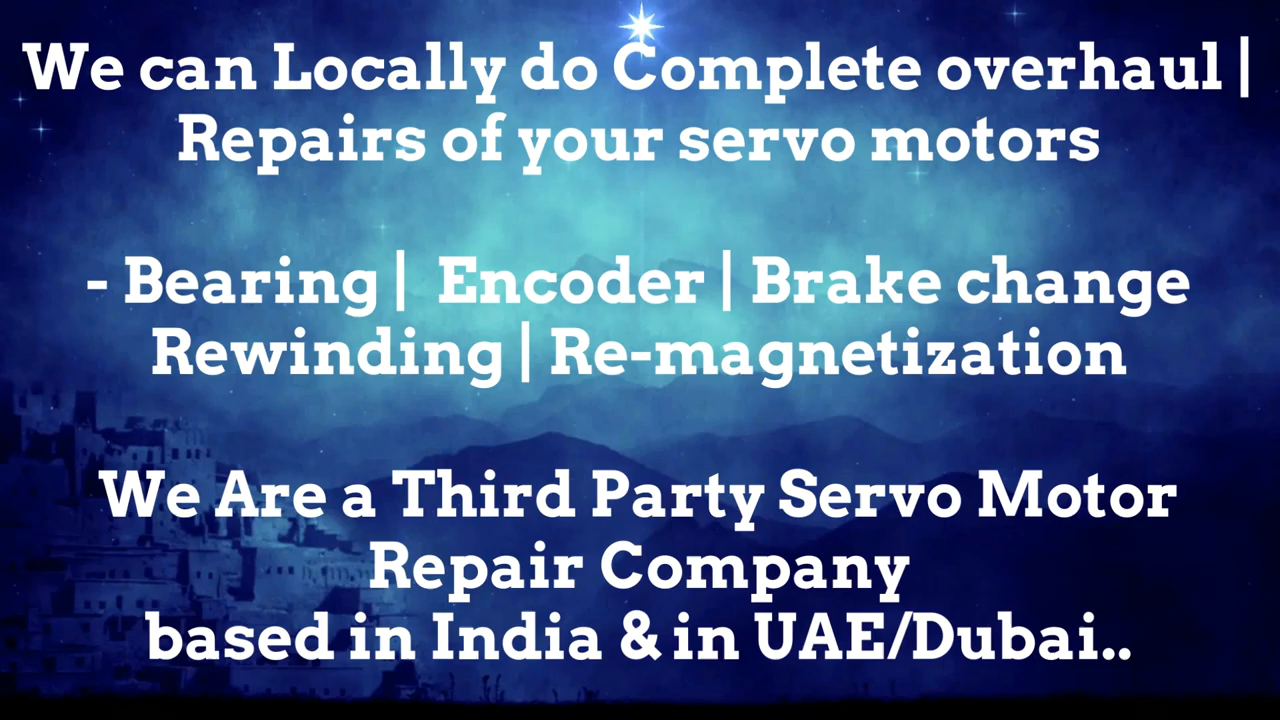 We can Locally do Complete overhaul |
Repairs of your servo motors
- Bearing | Encoder | Brake change
Rewinding | Re-magnetization
We Are a Third Party Servo Motor
Repair Company
based in India & in UAE/Dubai..